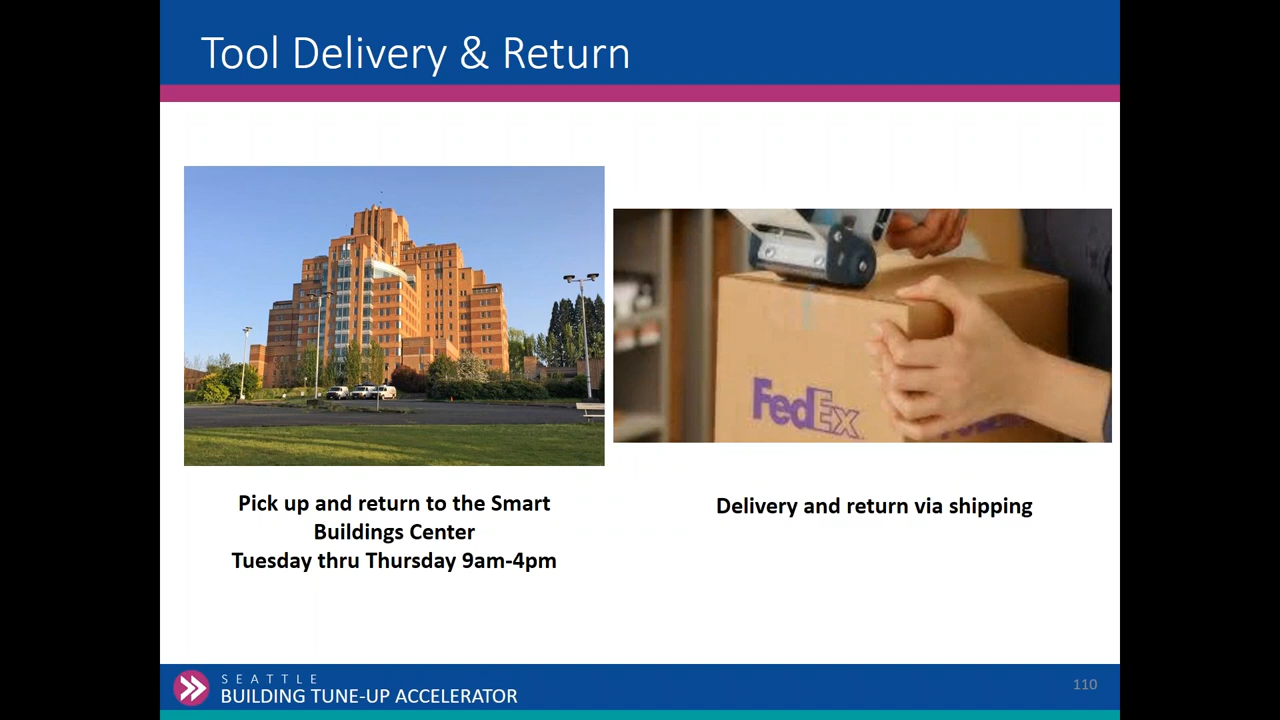 Tool Delivery & Return
FedEx
Pick up and return to the Smart
Buildings Center
Tuesday thru Thursday 9am-4pm
Delivery and return via shipping
SEATTLE
BUILDING TUNE-UP ACCELERATOR
110